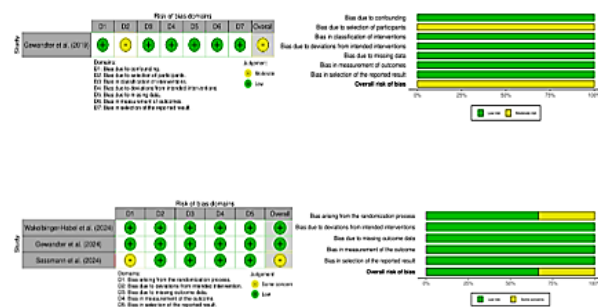 Risk of bias domains
D1 D2 D3 D4 D5 D6 D7 Overall
Study
Gewandter et al. (2019)
Domains:
D1: Bias due to confounding.
D2: Bias due to selection of participants.
D3: Bias in classification of interventions.
D4: Bias due to deviations from intended interventions.
D5: Bias due to missing data.
D6: Bias in measurement of outcomes.
D7: Bias in selection of the reported result.
Judgement
Moderate
Low
Bias due to confounding
Bias due to selection of participants
Bias in classification of interventions
Bias due to deviations from intended interventions
Bias due to missing data
Bias in measurement of outcomes
Bias in selection of the reported result
Overall risk of bias
0% 25% 50% 75% 100%
Low risk Moderate risk
Risk of bias domains
D1 D2 D3 D4 D5 Overall
Study
Gewandter et al. (2024)
Sassmann et al. (2024)
Domains:
D1: Bias arising from the randomization process.
D2: Bias due to deviations from intended intervention.
D3: Bias due to missing outcome data.
D4: Bias in measurement of the outcome.
D5: Bias in selection of the reported result.
Judgement
Some concerns
Low
Bias arising from the randomization process
Bias due to deviations from intended interventions
Bias due to missing outcome data
Bias in measurement of the outcome
Bias in selection of the reported result
Overall risk of bias
0% 25% 50% 75% 100%
Low risk Some concerns